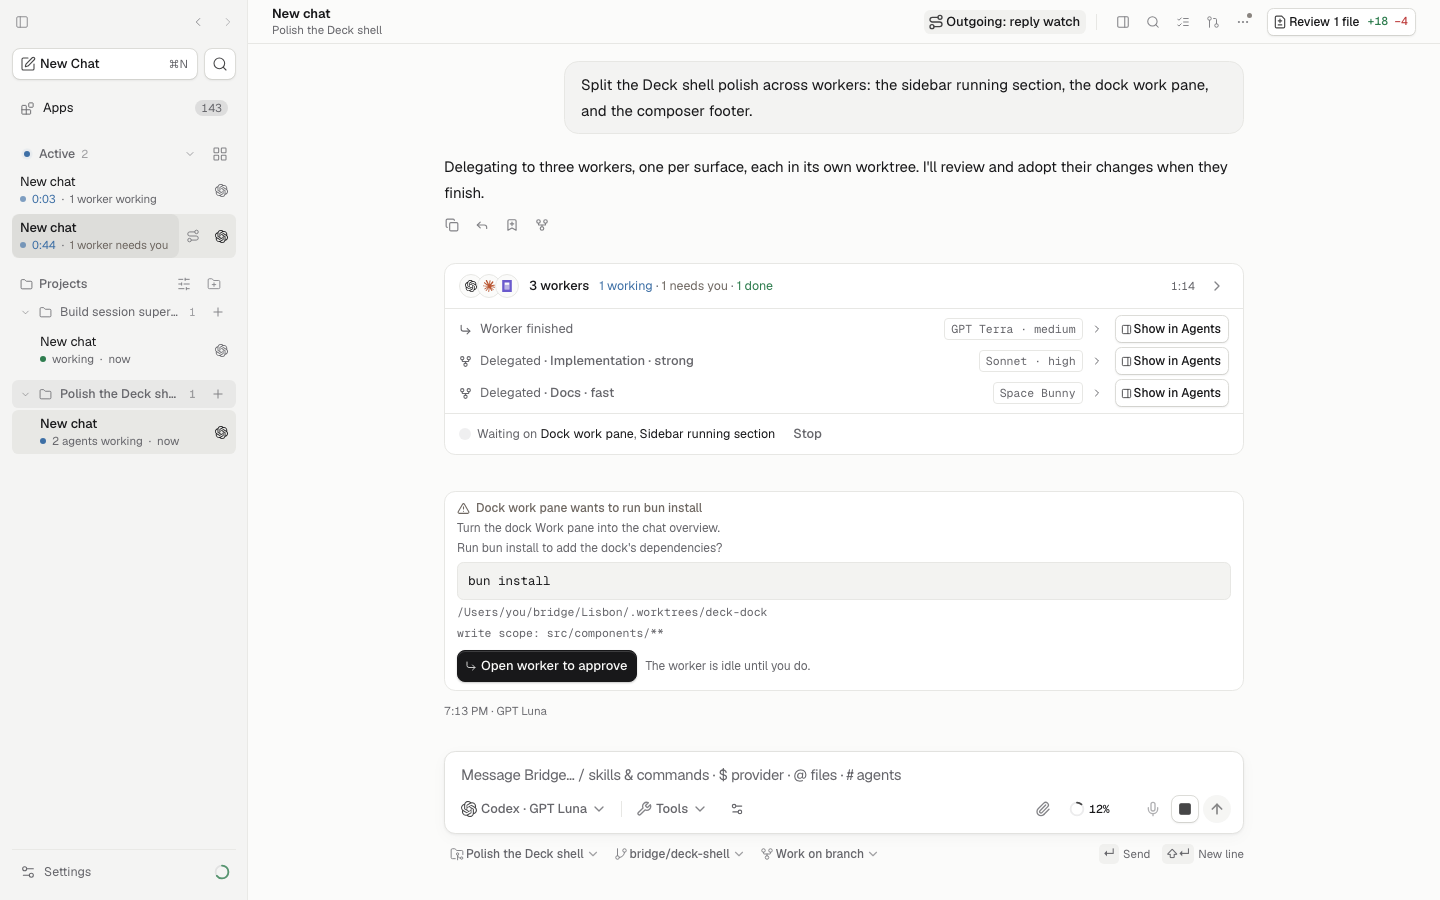 New Chat
⌘N
Apps
143
Active 2
New chat
0:03 · 1 worker working
New chat
0:44 · 1 worker needs you
Projects
Build session super... 1
New chat
working · now
Polish the Deck sh... 1
New chat
2 agents working · now
Settings
New chat
Polish the Deck shell
Outgoing: reply watch
Review 1 file +18 −4
Split the Deck shell polish across workers: the sidebar running section, the dock work pane,
and the composer footer.
Delegating to three workers, one per surface, each in its own worktree. I'll review and adopt their changes when they
finish.
3 workers 1 working · 1 needs you · 1 done 1:14
Worker finished GPT Terra · medium Show in Agents
Delegated · Implementation · strong Sonnet · high Show in Agents
Delegated · Docs · fast Space Bunny Show in Agents
Waiting on Dock work pane, Sidebar running section Stop
Dock work pane wants to run bun install
Turn the dock Work pane into the chat overview.
Run bun install to add the dock's dependencies?
bun install
/Users/you/bridge/Lisbon/.worktrees/deck-dock
write scope: src/components/**
Open worker to approve The worker is idle until you do.
7:13 PM · GPT Luna
Message Bridge... / skills & commands · $ provider · @ files · # agents
Codex · GPT Luna Tools 12%
Polish the Deck shell bridge/deck-shell Work on branch Send New line